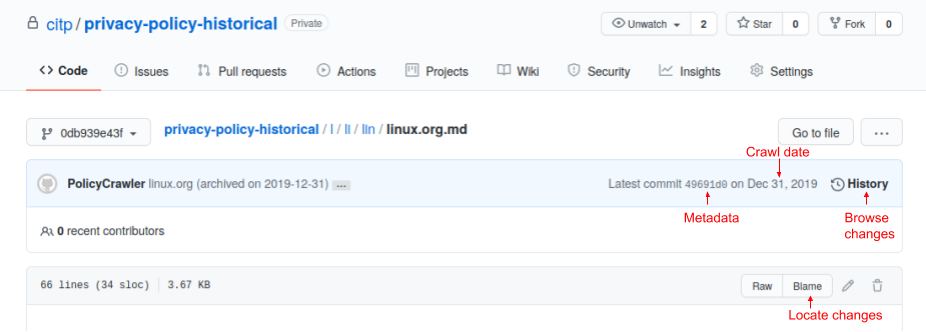 citp / privacy-policy-historical Private Unwatch 2 Star 0 Fork 0
Code Issues Pull requests Actions Projects Wiki Security Insights Settings
0db939e43f privacy-policy-historical / l / li / lin / linux.org.md Go to file ...
Crawl date
PolicyCrawler linux.org (archived on 2019-12-31) ... Latest commit 49691d0 on Dec 31, 2019 History
Metadata Browse
changes
0 recent contributors
66 lines (34 sloc) 3.67 KB Raw Blame
Locate changes